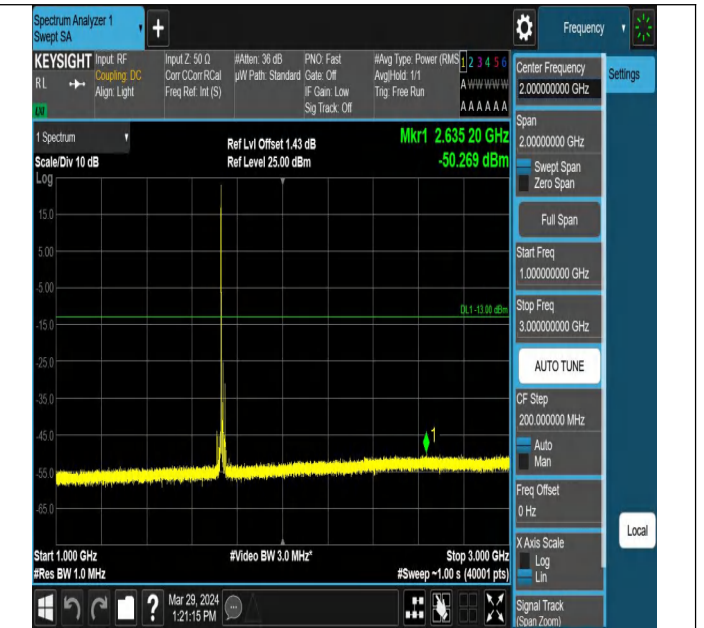 Spectrum Analyzer 1
Swept SA
+
Frequency
KEYSIGHT
RL
LXI
Input: RF
Coupling: DC
Align: Light
Input Z: 50 Ω
Corr CCorr RCal
Freq Ref: Int (S)
#Atten: 36 dB
µW Path: Standard
PNO: Fast
Gate: Off
IF Gain: Low
Sig Track: Off
#Avg Type: Power (RMS
Avg|Hold: 1/1
Trig: Free Run
1 2 3 4 5 6
A W W W W W
A A A A A A
1 Spectrum
Scale/Div 10 dB
Log
Ref Lvl Offset 1.43 dB
Ref Level 25.00 dBm
Mkr1 2.635 20 GHz
-50.269 dBm
15.0
5.00
-5.00
DL1 -13.00 dBm
-15.0
-25.0
-35.0
-45.0
1
-55.0
-65.0
Start 1.000 GHz
#Res BW 1.0 MHz
#Video BW 3.0 MHz*
Stop 3.000 GHz
#Sweep ~1.00 s (40001 pts)
?
Mar 29, 2024
1:21:15 PM
Center Frequency
2.000000000 GHz
Settings
Span
2.00000000 GHz
Swept Span
Zero Span
Full Span
Start Freq
1.000000000 GHz
Stop Freq
3.000000000 GHz
AUTO TUNE
CF Step
200.000000 MHz
Auto
Man
Freq Offset
0 Hz
X Axis Scale
Log
Lin
Local
Signal Track
(Span Zoom)